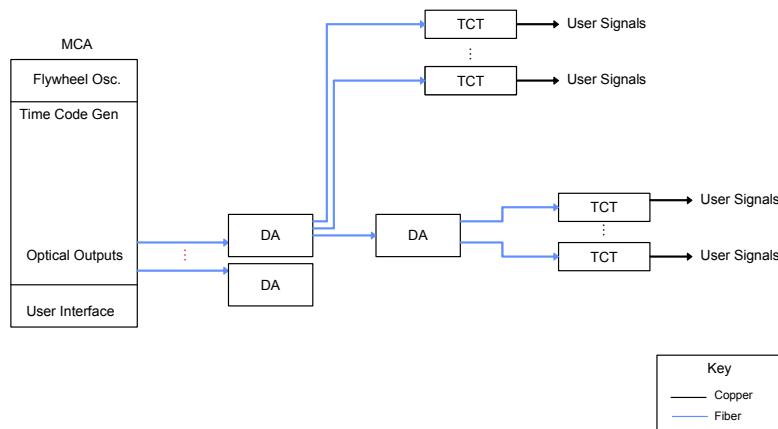 TCT
User Signals
MCA
TCT
User Signals
Flywheel Osc.
Time Code Gen
TCT
User Signals
DA
DA
Optical Outputs
TCT
User Signals
DA
User Interface
Key
Copper
Fiber